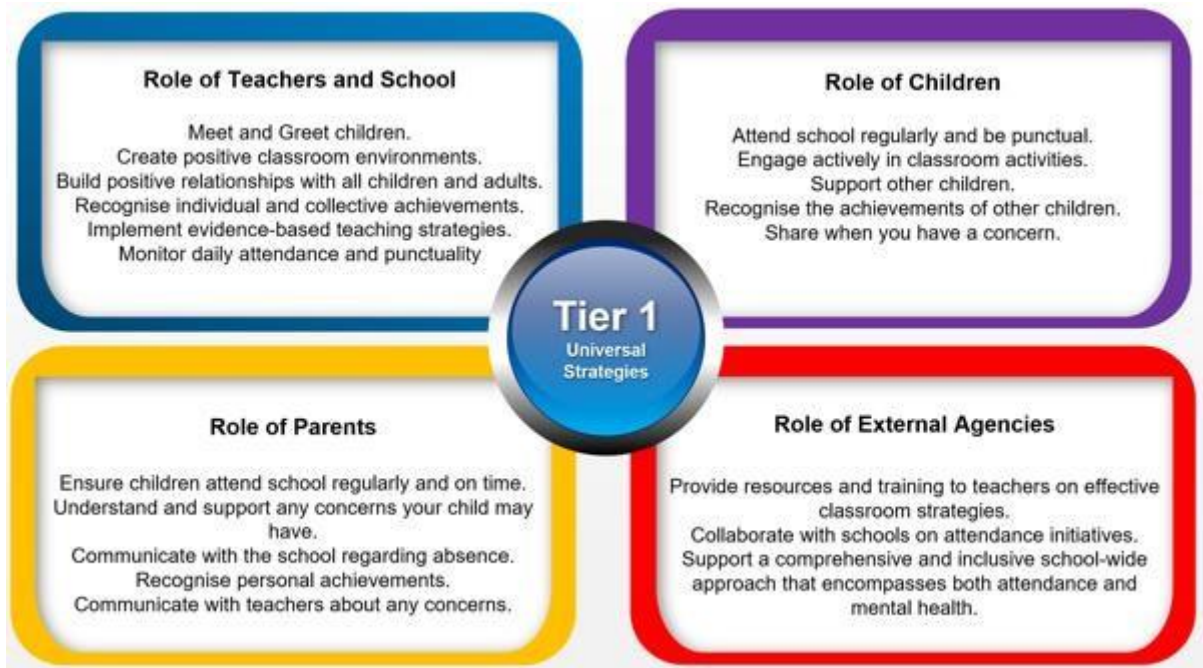 Role of Teachers and School
Meet and Greet children.
Create positive classroom environments.
Build positive relationships with all children and adults.
Recognise individual and collective achievements.
Implement evidence-based teaching strategies.
Monitor daily attendance and punctuality
Role of Children
Attend school regularly and be punctual.
Engage actively in classroom activities.
Support other children.
Recognise the achievements of other children.
Share when you have a concern.
Tier 1
Universal
Strategies
Role of Parents
Ensure children attend school regularly and on time.
Understand and support any concerns your child may
have.
Communicate with the school regarding absence.
Recognise personal achievements.
Communicate with teachers about any concerns.
Role of External Agencies
Provide resources and training to teachers on effective
classroom strategies.
Collaborate with schools on attendance initiatives.
Support a comprehensive and inclusive school-wide
approach that encompasses both attendance and
mental health.